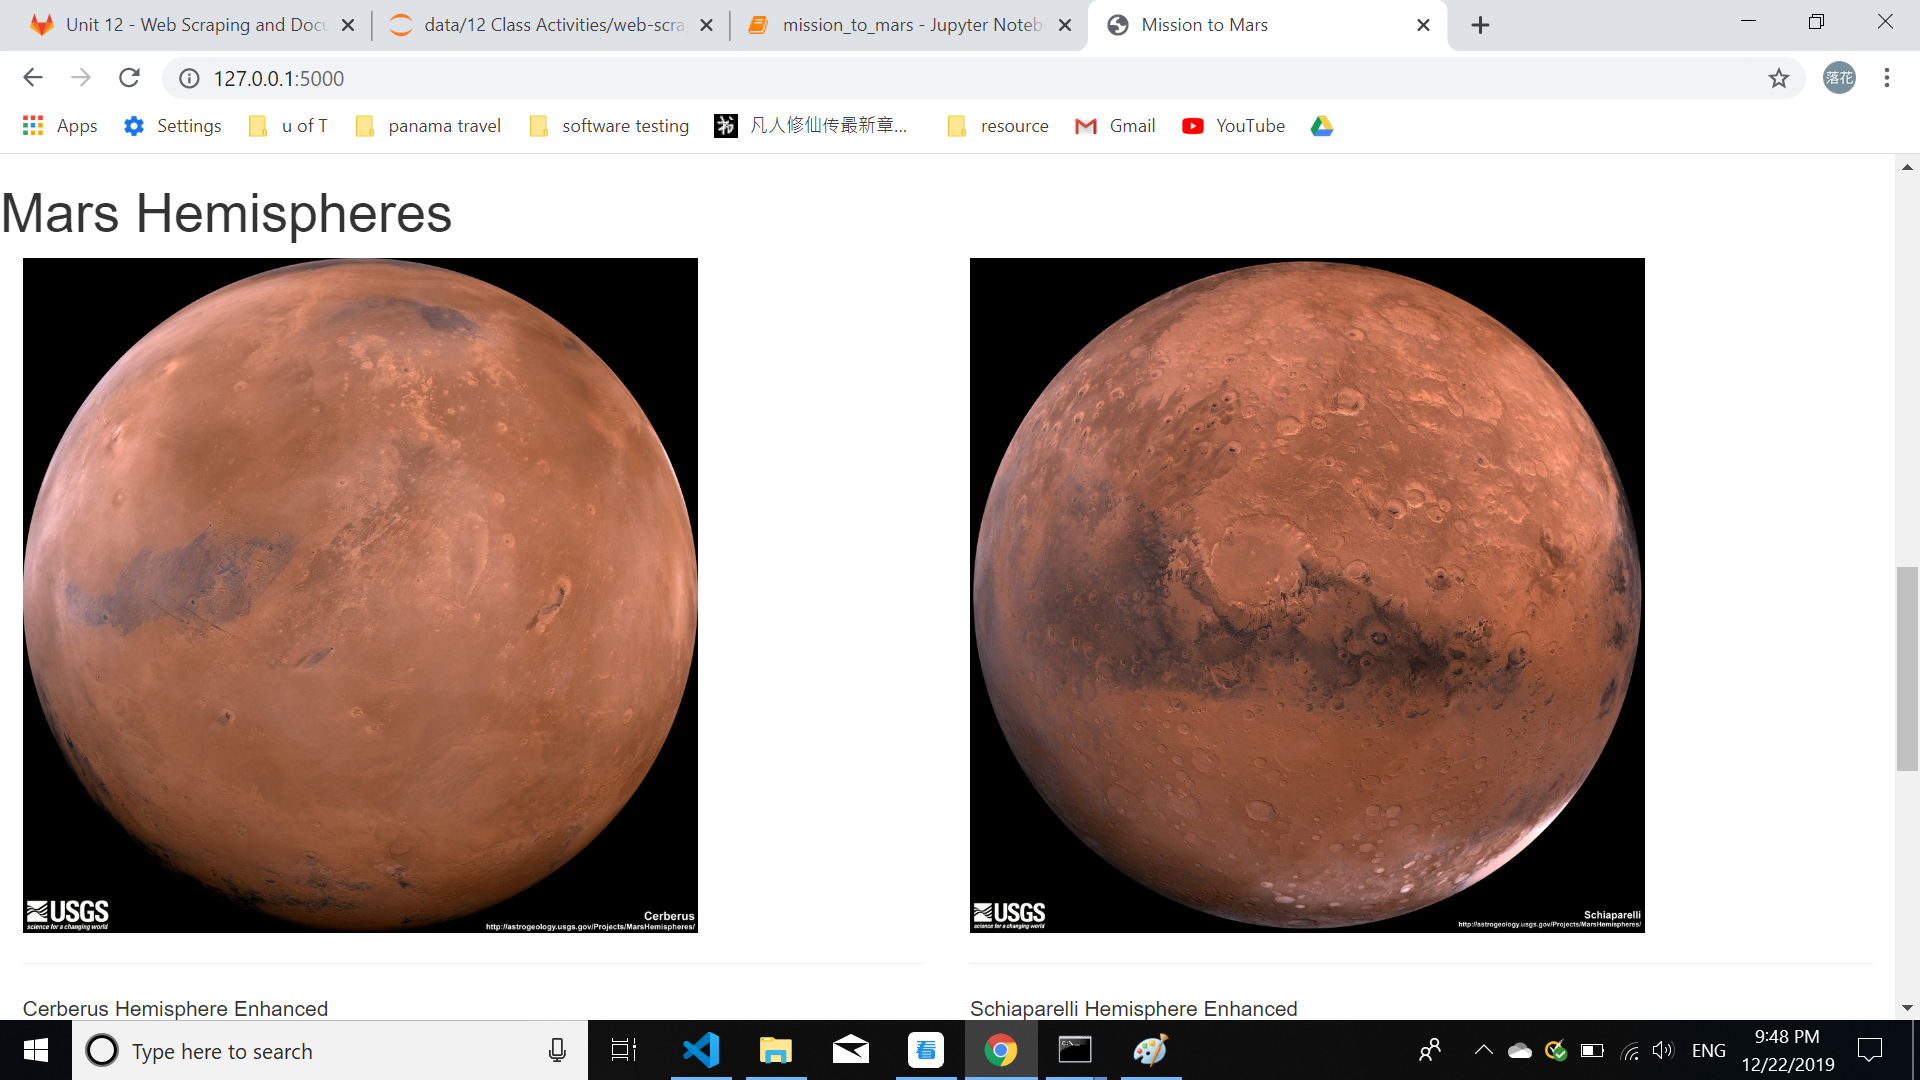 Unit 12 - Web Scraping and Docu
data/12 Class Activities/web-scra
mission_to_mars - Jupyter Noteb
Mission to Mars
127.0.0.1:5000
落花
Apps
Settings
u of T
panama travel
software testing
凡人修仙传最新章...
resource
Gmail
YouTube
Mars Hemispheres
USGS
science for a changing world
Cerberus
http://astrogeology.usgs.gov/Projects/MarsHemispheres/
USGS
science for a changing world
Schiaparelli
http://astrogeology.usgs.gov/Projects/MarsHemispheres/
Cerberus Hemisphere Enhanced
Schiaparelli Hemisphere Enhanced
Type here to search
ENG
9:48 PM
12/22/2019